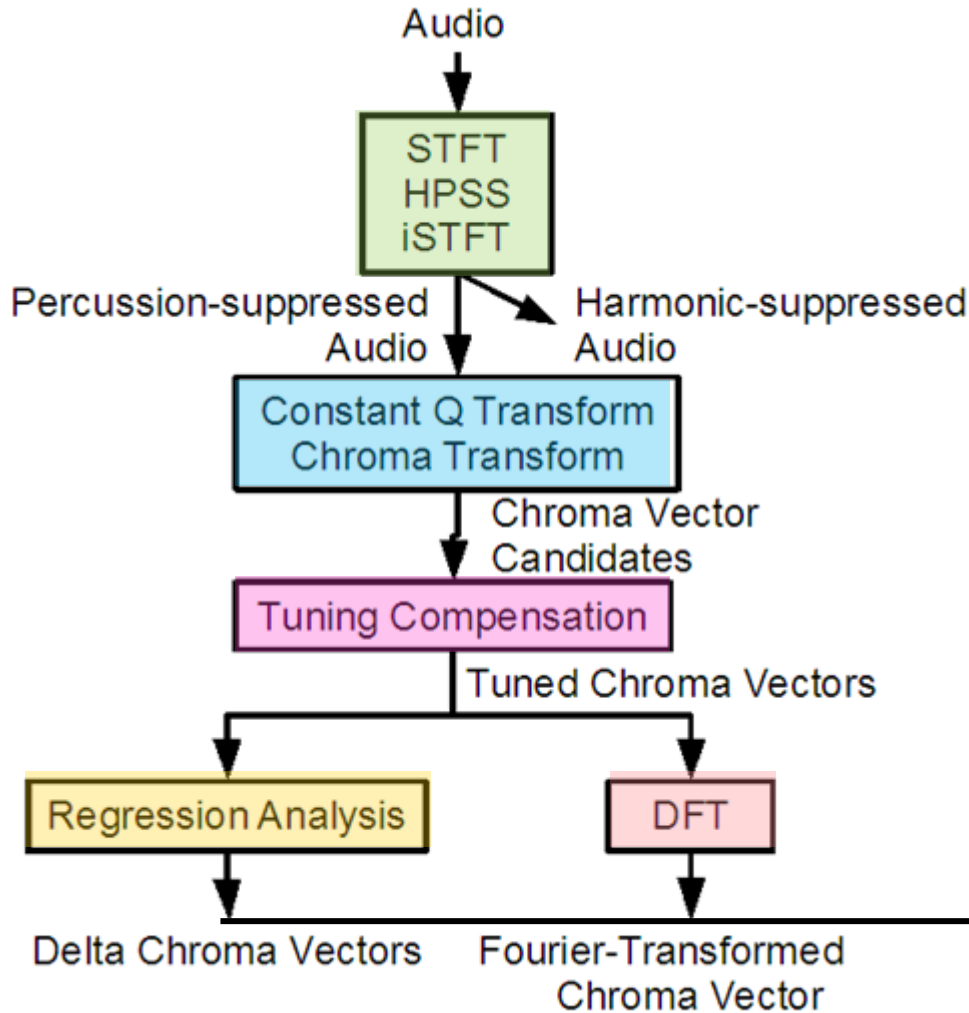 Audio
STFT
HPSS
iSTFT
Percussion-suppressed
Audio
Harmonic-suppressed
Audio
Constant Q Transform
Chroma Transform
Chroma Vector
Candidates
Tuning Compensation
Tuned Chroma Vectors
Regression Analysis
DFT
Delta Chroma Vectors
Fourier-Transformed
Chroma Vector